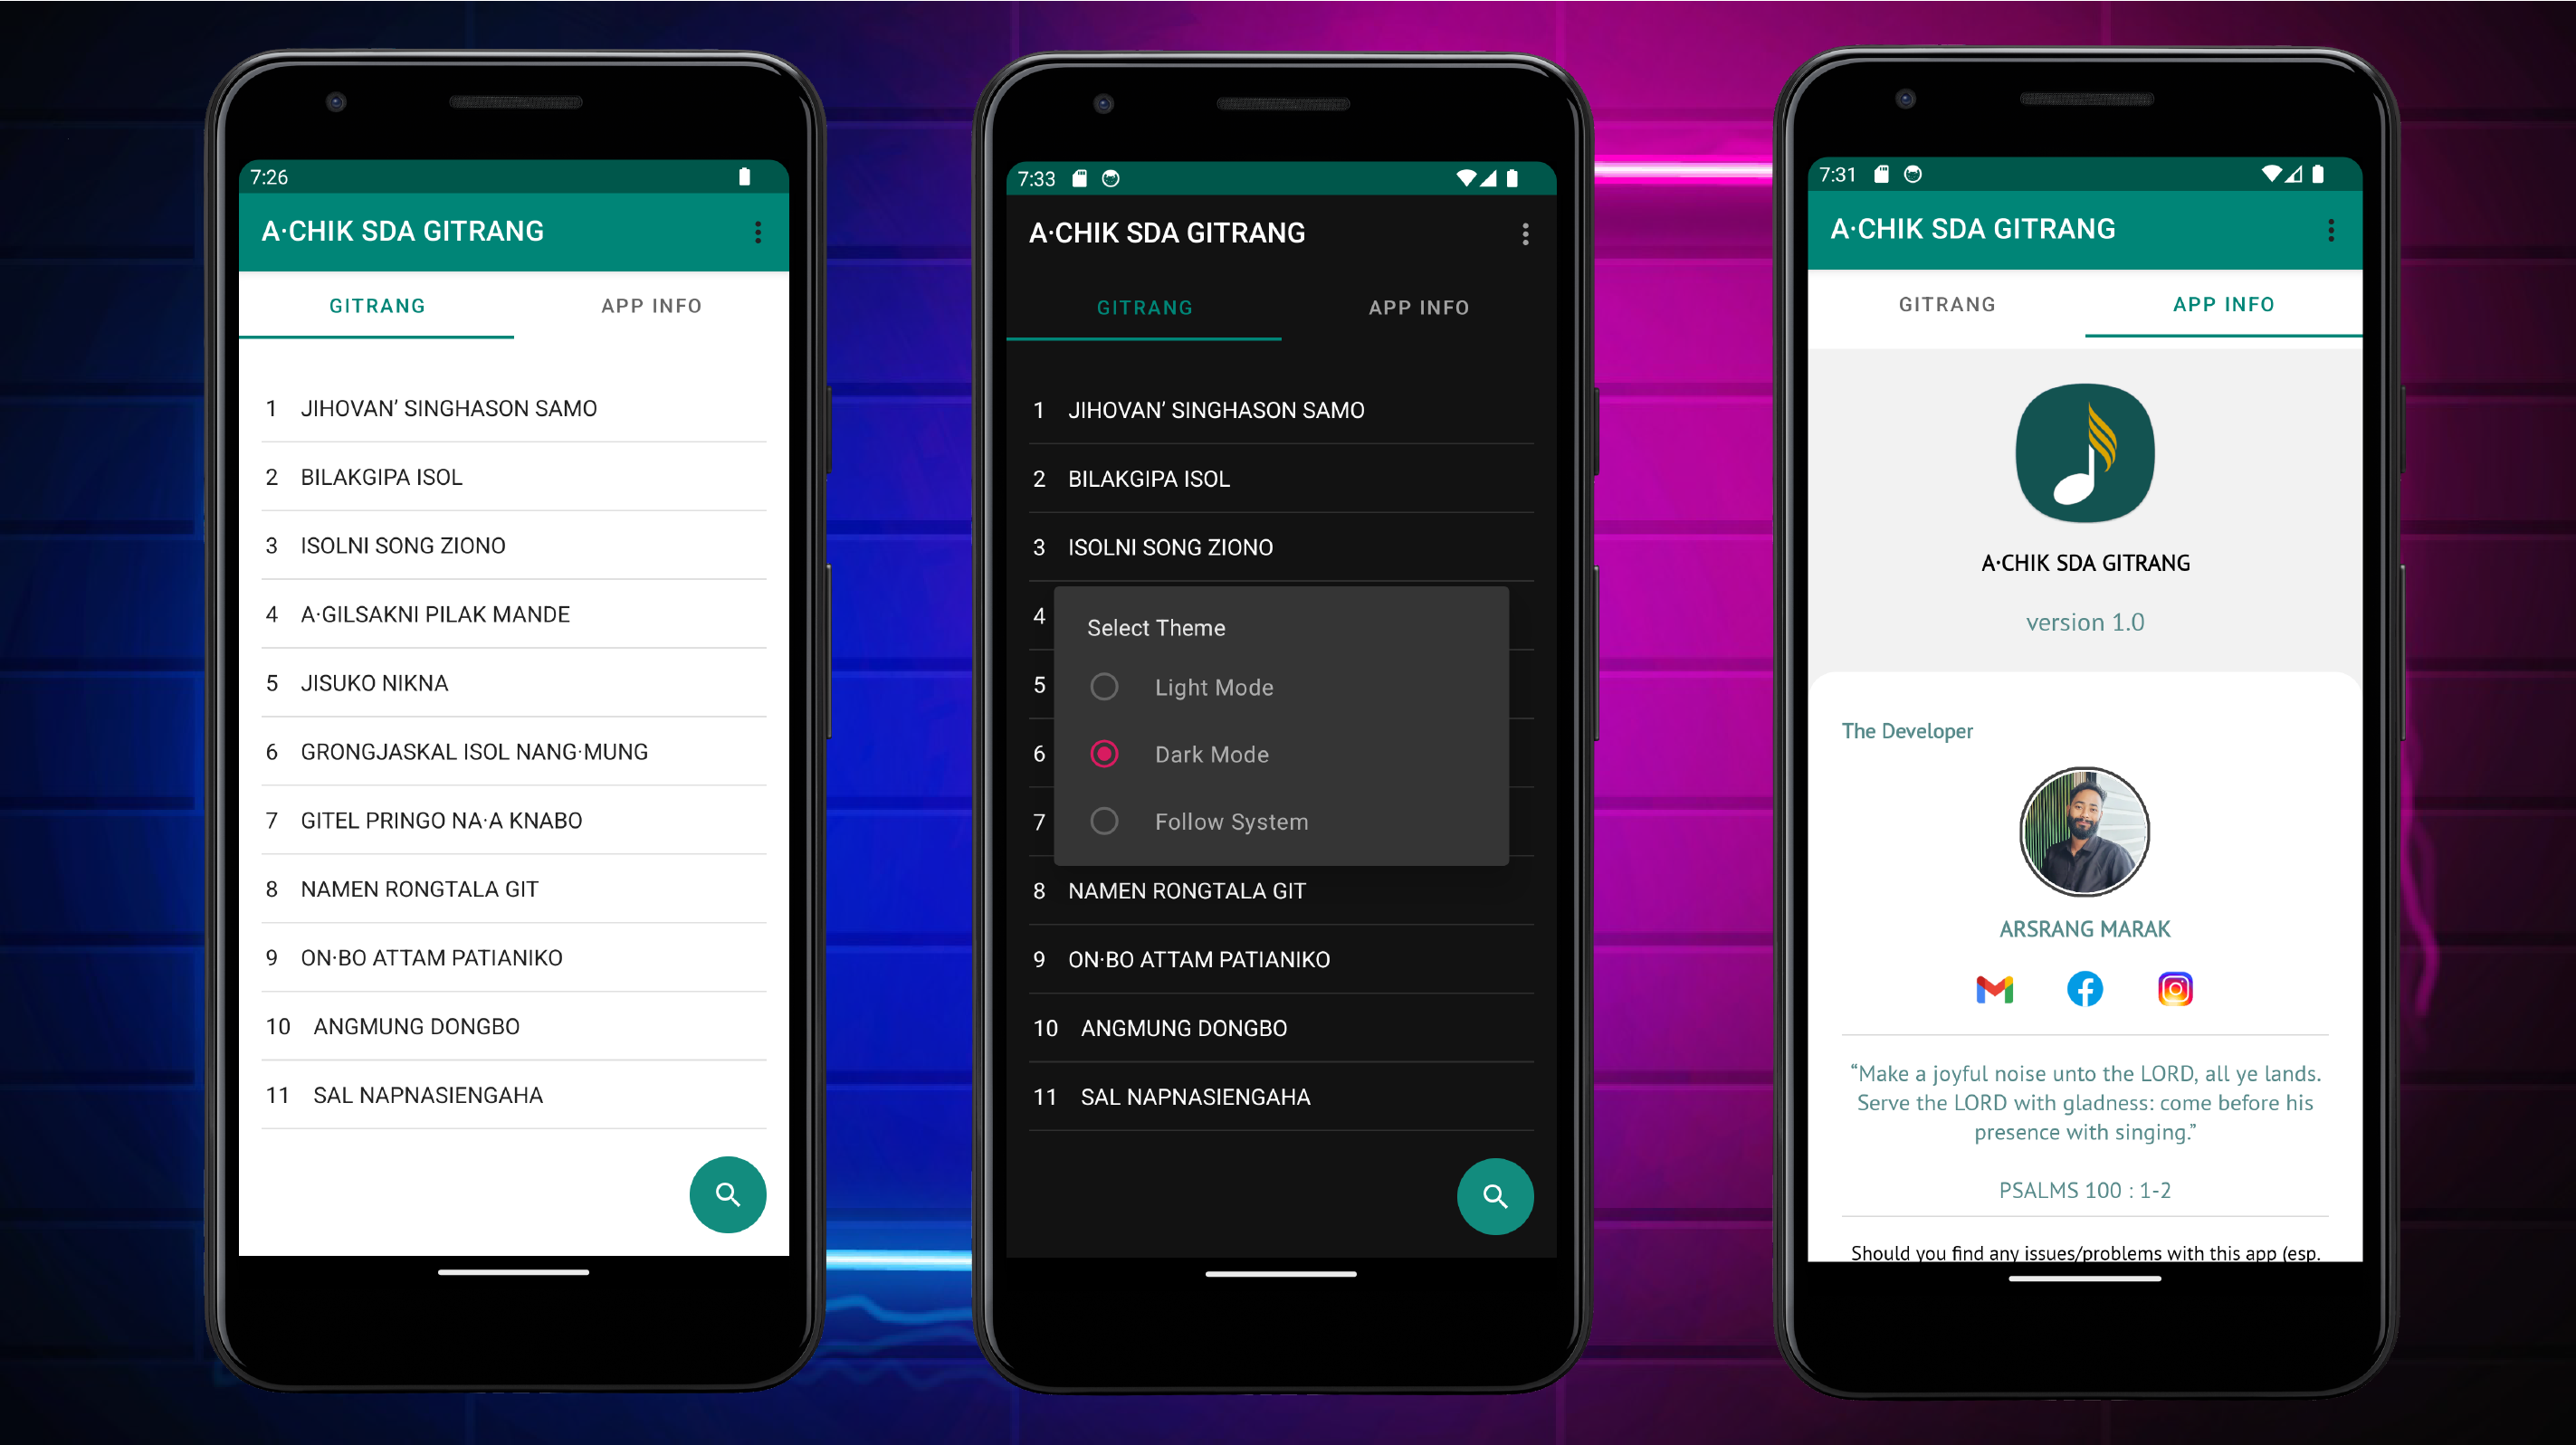 7:26
A·CHIK SDA GITRANG
GITRANG APP INFO
1 JIHOVAN’ SINGHASON SAMO
2 BILAKGIPA ISOL
3 ISOLNI SONG ZIONO
4 A·GILSAKNI PILAK MANDE
5 JISUKO NIKNA
6 GRONGJASKAL ISOL NANG·MUNG
7 GITEL PRINGO NA·A KNABO
8 NAMEN RONGTALA GIT
9 ON·BO ATTAM PATIANIKO
10 ANGMUNG DONGBO
11 SAL NAPNASIENGAHA
7:33
A·CHIK SDA GITRANG
GITRANG APP INFO
1 JIHOVAN’ SINGHASON SAMO
2 BILAKGIPA ISOL
3 ISOLNI SONG ZIONO
4
Select Theme
5 Light Mode
6 Dark Mode
7 Follow System
8 NAMEN RONGTALA GIT
9 ON·BO ATTAM PATIANIKO
10 ANGMUNG DONGBO
11 SAL NAPNASIENGAHA
7:31
A·CHIK SDA GITRANG
GITRANG APP INFO
A·CHIK SDA GITRANG
version 1.0
The Developer
ARSRANG MARAK
“Make a joyful noise unto the LORD, all ye lands.
Serve the LORD with gladness: come before his
presence with singing.”
PSALMS 100 : 1-2
Should you find any issues/problems with this app (esp.